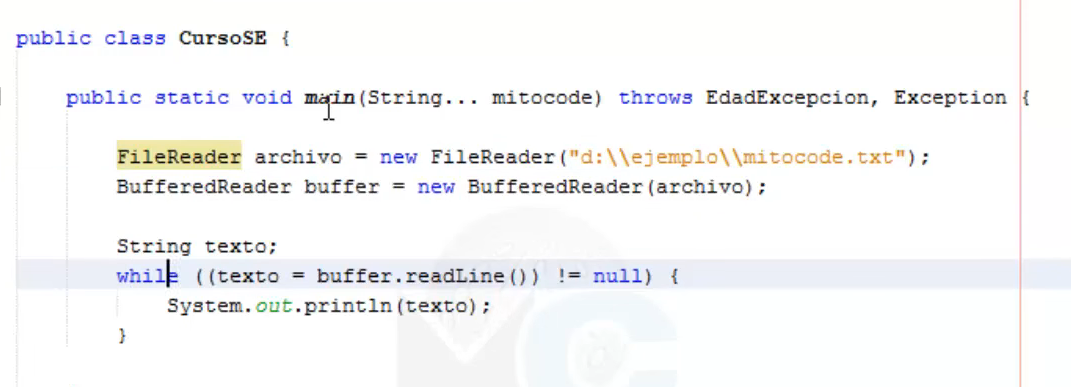 public class CursoSE {
public static void main(String... mitocode) throws EdadExcepcion, Exception {
FileReader archivo = new FileReader("d:\\ejemplo\\mitocode.txt");
BufferedReader buffer = new BufferedReader(archivo);
String texto;
while ((texto = buffer.readLine()) != null) {
System.out.println(texto);
}